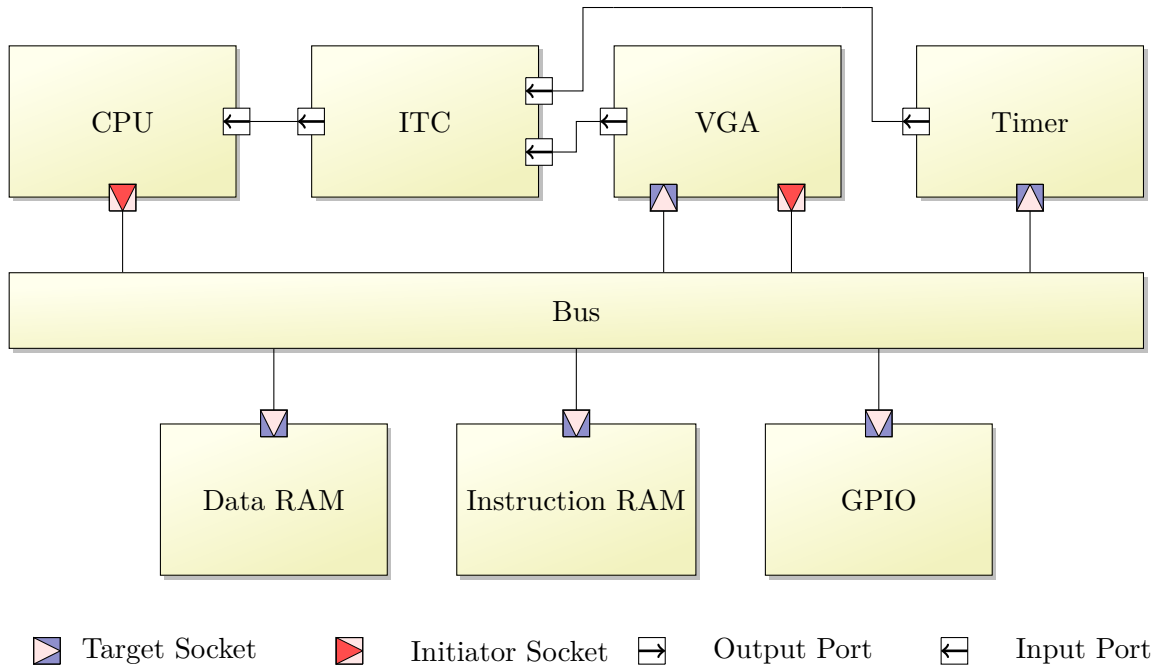 CPU
ITC
VGA
Timer
Bus
Data RAM
Instruction RAM
GPIO
Target Socket
Initiator Socket
Output Port
Input Port